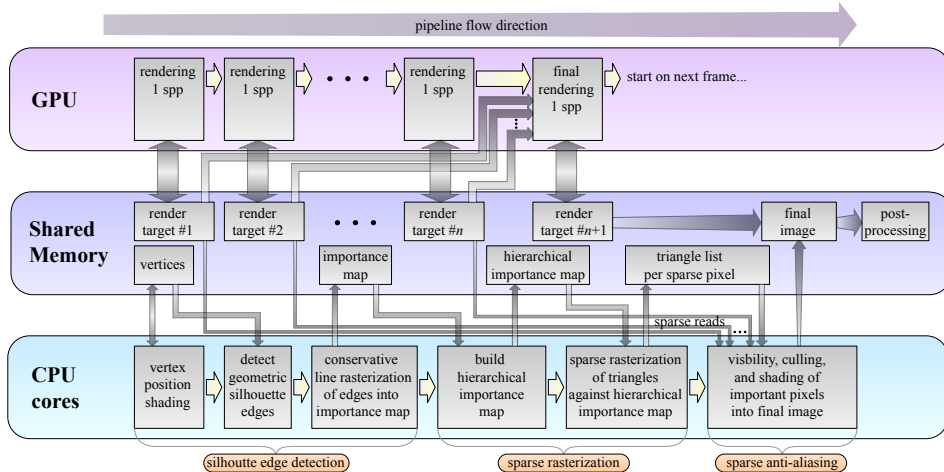 pipeline flow direction
GPU
rendering
1 spp
rendering
1 spp
• • •
rendering
1 spp
final
rendering
1 spp
...
start on next frame...
Shared
Memory
render
target #1
render
target #2
• • •
render
target #n
render
target #n+1
final
image
post-
processing
vertices
importance
map
hierarchical
importance map
triangle list
per sparse pixel
sparse reads
...
CPU
cores
vertex
position
shading
detect
geometric
silhouette
edges
conservative
line rasterization
of edges into
importance map
build
hierarchical
importance
map
sparse rasterization
of triangles
against hierarchical
importance map
visbility, culling,
and shading of
important pixels
into final image
silhoutte edge detection
sparse rasterization
sparse anti-aliasing